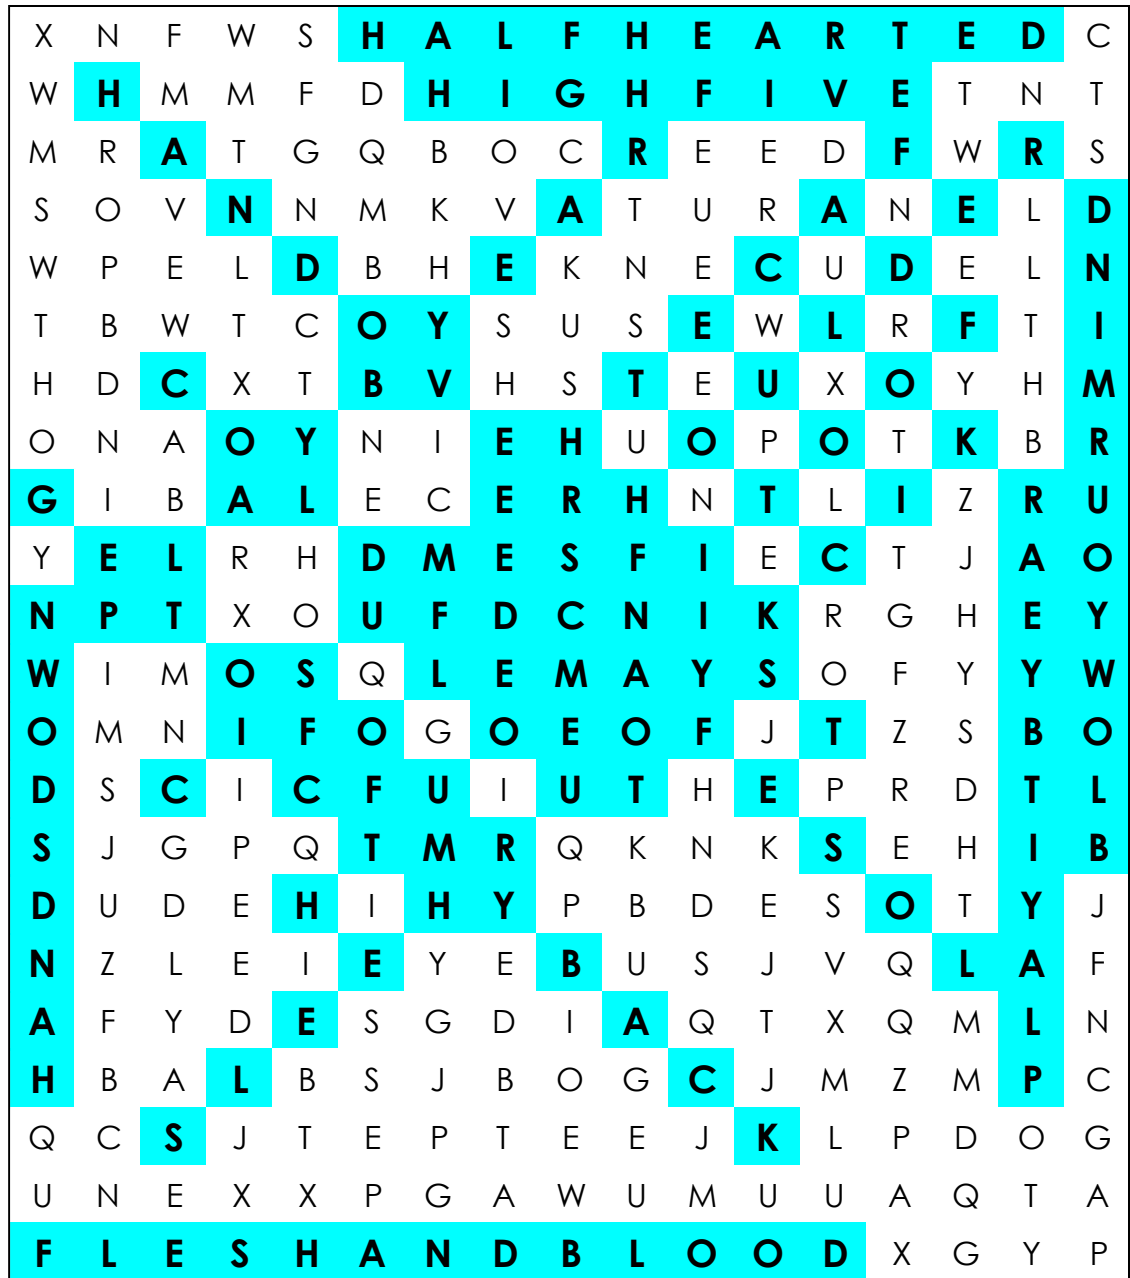 X N F W S H A L F H E A R T E D C
W H M M F D H I G H F I V E T N T
M R A T G Q B O C R E E D F W R S
S O V N N M K V A T U R A N E L D
W P E L D B H E K N E C U D E L N
T B W T C O Y S U S E W L R F T I
H D C X T B V H S T E U X O Y H M
O N A O Y N I E H U O P O T K B R
G I B A L E C E R H N T L I Z R U
Y E L R H D M E S F I E C T J A O
N P T X O U F D C N I K R G H E Y
W I M O S Q L E M A Y S O F Y Y W
O M N I F O G O E O F J T Z S B O
D S C I C F U I U T H E P R D T L
S J G P Q T M R Q K N K S E H I B
D U D E H I H Y P B D E S O T Y J
N Z L E I E Y E B U S J V Q L A F
A F Y D E S G D I A Q T X Q M L N
H B A L B S J B O G C J M Z M P C
Q C S J T E P T E E J K L P D O G
U N E X X P G A W U M U U A Q T A
F L E S H A N D B L O O D X G Y P